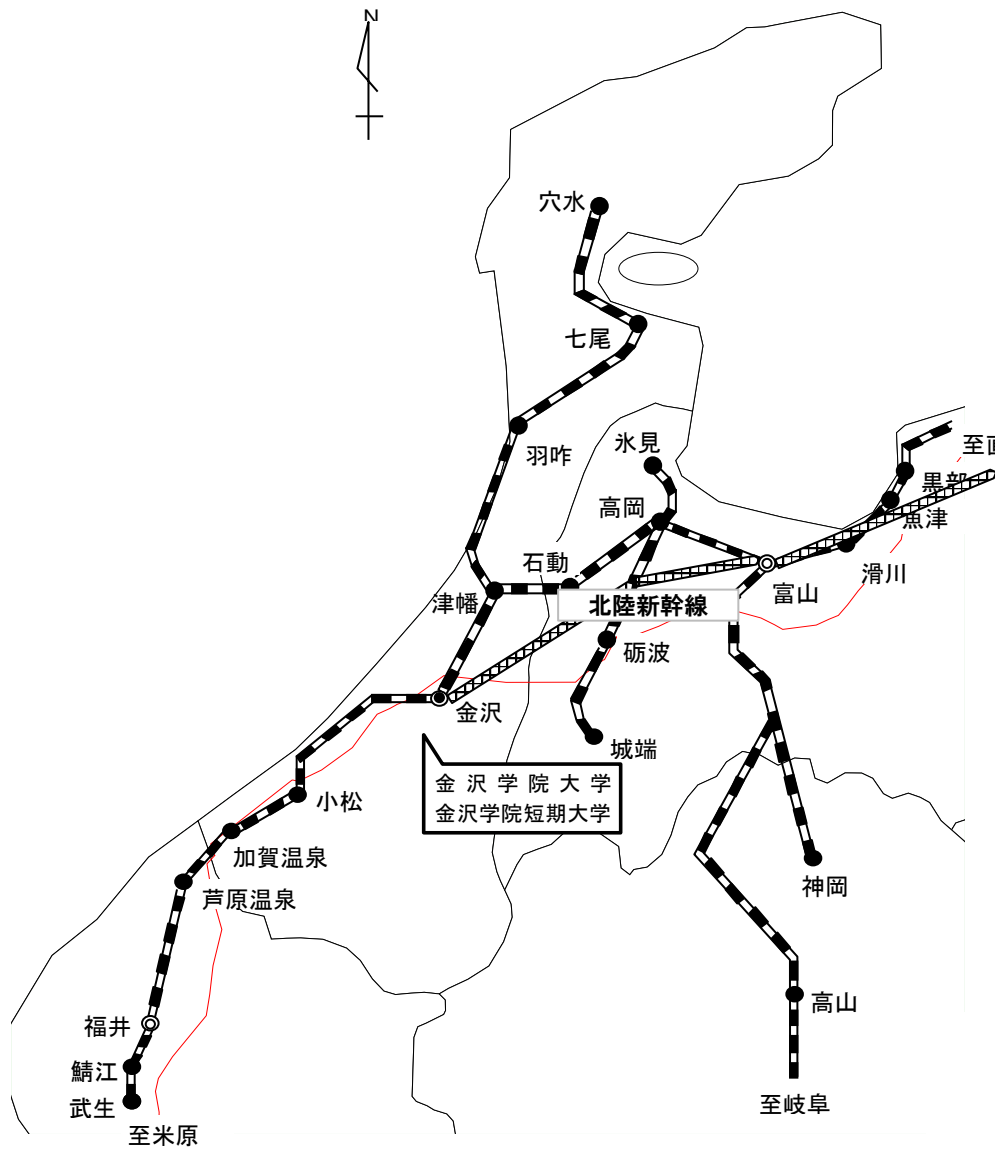 N
穴水
七尾
羽咋
氷見
至直
黒部
高岡
魚津
石動
滑川
富山
津幡
北陸新幹線
砺波
金沢
城端
金沢学院大学
金沢学院短期大学
小松
加賀温泉
神岡
芦原温泉
高山
福井
鯖江
武生
至岐阜
至米原